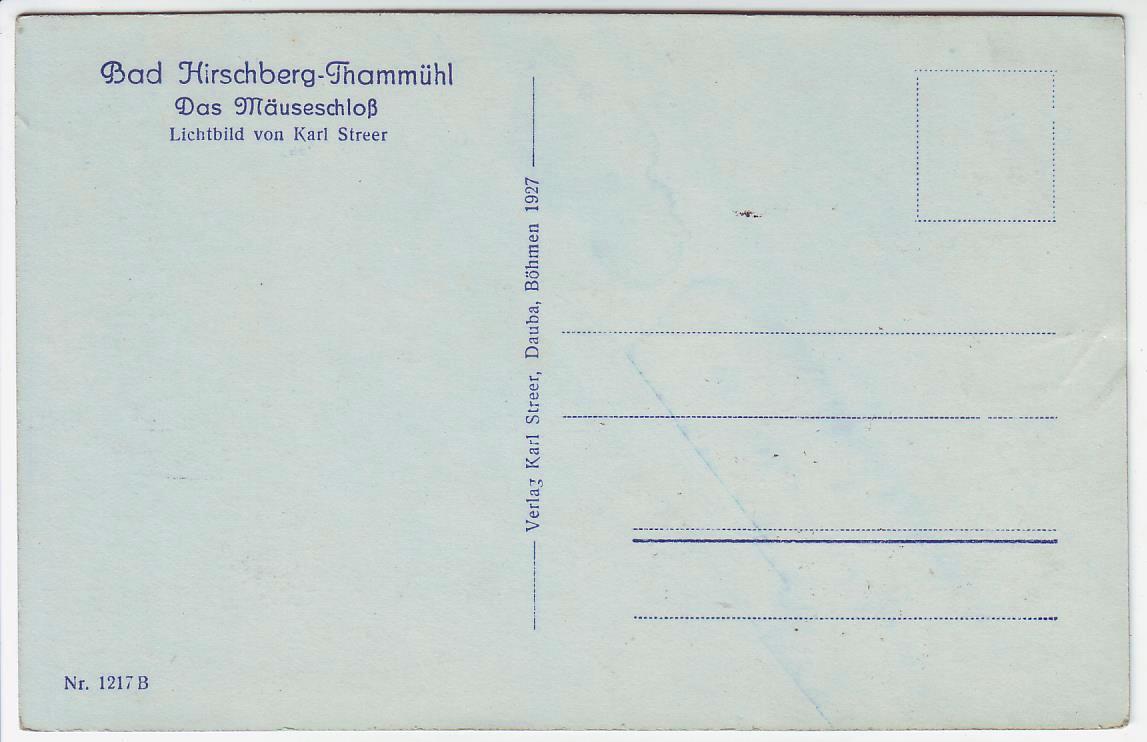 Bad Hirschberg-Thammühl
Das Mäuseschloß
Lichtbild von Karl Streer
Verlag Karl Streer, Dauba, Böhmen 1927
Nr. 1217 B